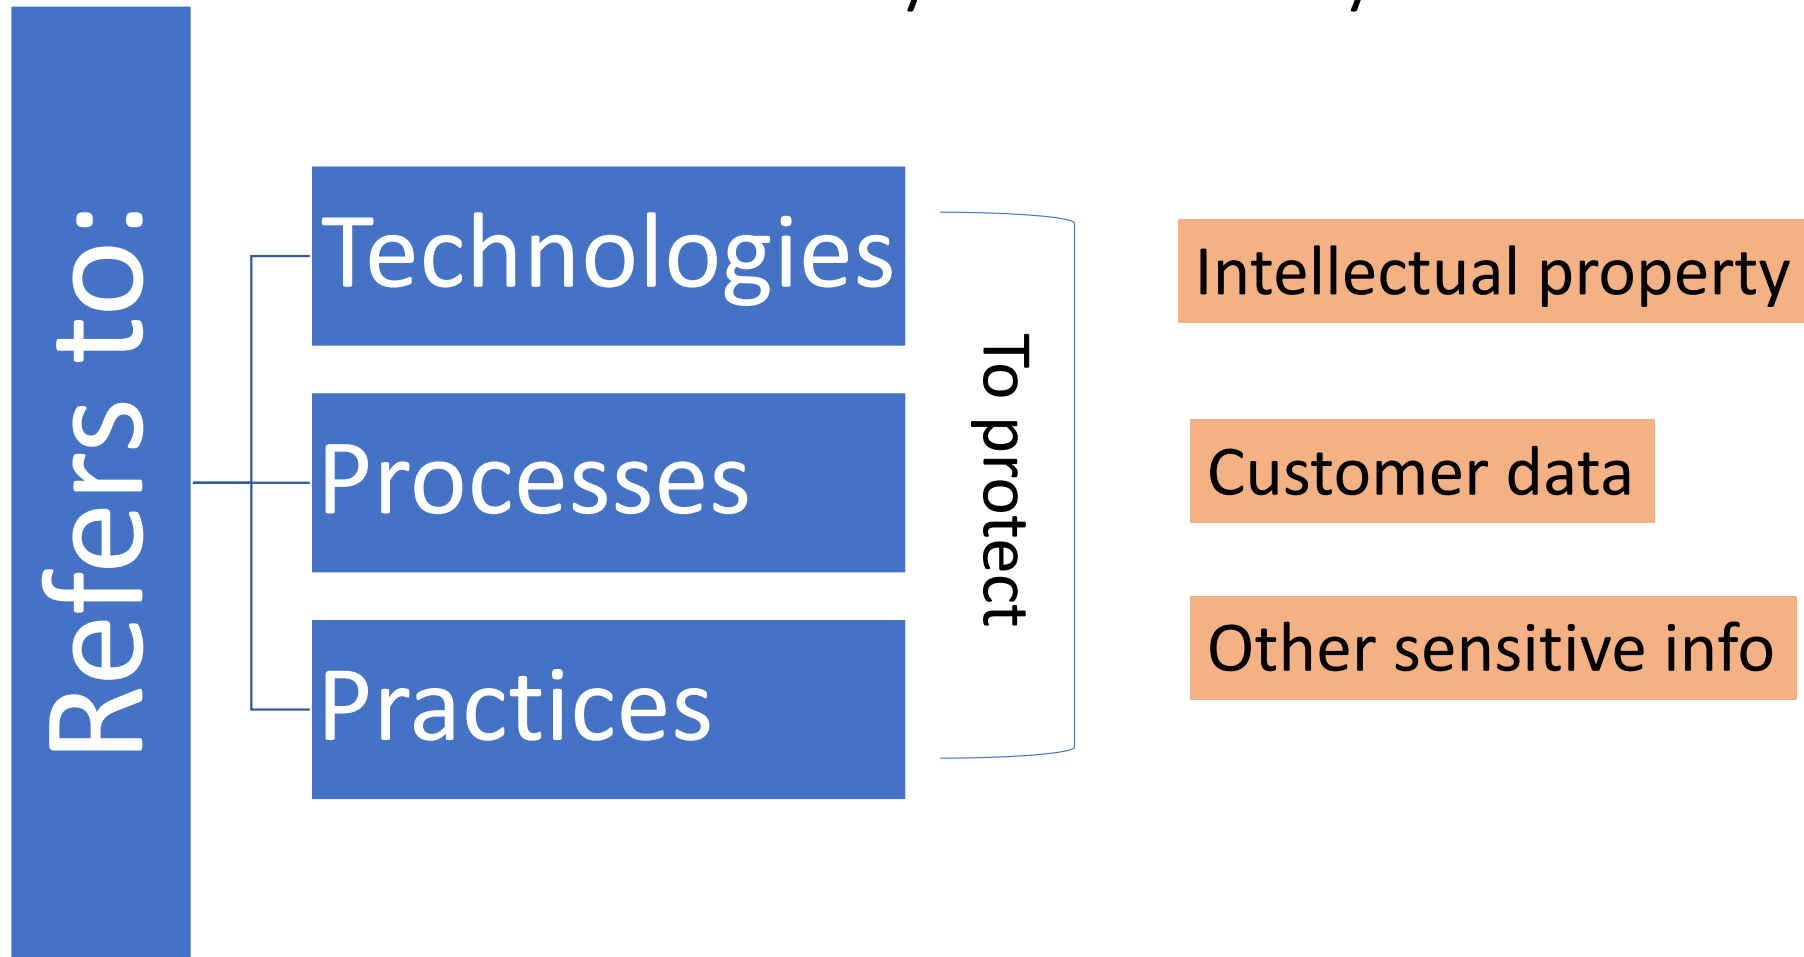 Refers to:
Technologies
Processes
Practices
To protect
Intellectual property
Customer data
Other sensitive info